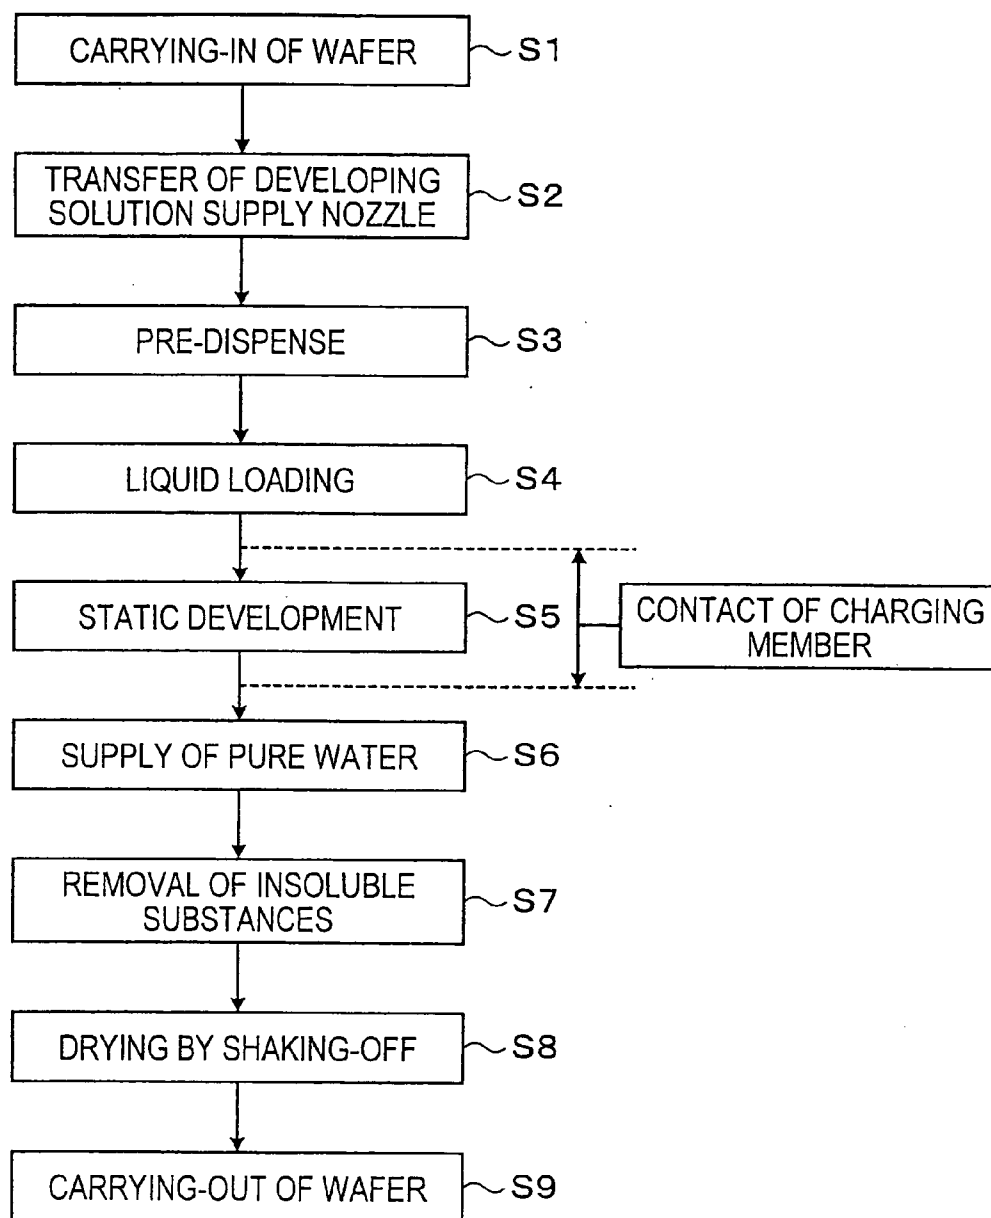 CARRYING-IN OF WAFER
S1
TRANSFER OF DEVELOPING
SOLUTION SUPPLY NOZZLE
S2
PRE-DISPENSE
S3
LIQUID LOADING
S4
STATIC DEVELOPMENT
S5
CONTACT OF CHARGING
MEMBER
SUPPLY OF PURE WATER
S6
REMOVAL OF INSOLUBLE
SUBSTANCES
S7
DRYING BY SHAKING-OFF
S8
CARRYING-OUT OF WAFER
S9